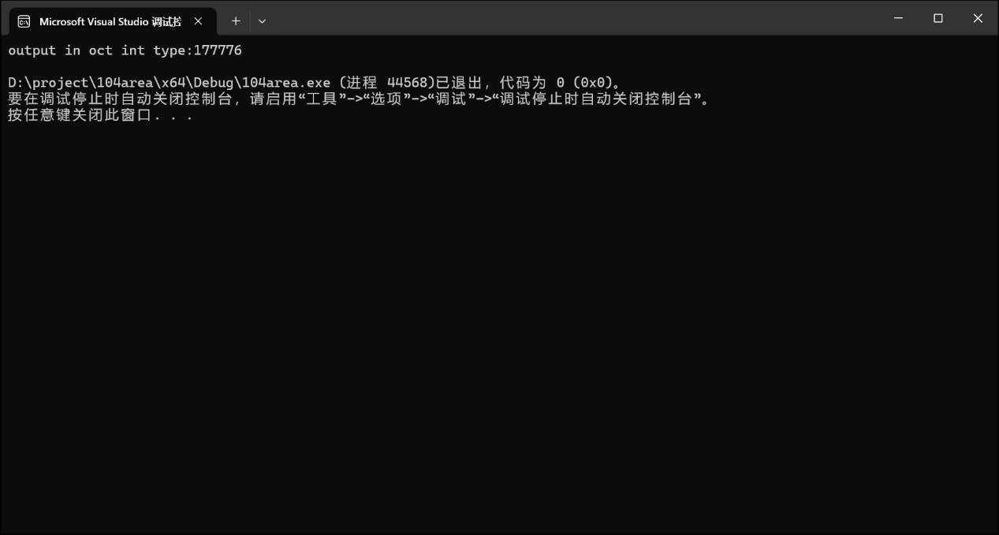 Microsoft Visual Studio 调试控
output in oct int type:177776
D:\project\104area\x64\Debug\104area.exe (进程 44568)已退出，代码为 0 (0x0)。
要在调试停止时自动关闭控制台，请启用“工具”->“选项”->“调试”->“调试停止时自动关闭控制台”。
按任意键关闭此窗口. . .